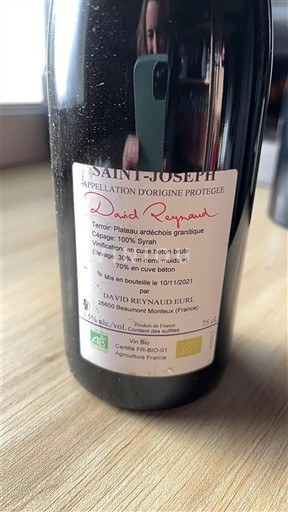 SAINT-JOSEPH
APPELLATION D'ORIGINE PROTEGEE
David Reynaud
Terroir: Plateau ardéchois granitique
Cépage: 100% Syrah
Vinification: en cuve béton brute
Elevage: 30% en demi muids
70% en cuve béton
Mis en bouteille le 10/11/2021
par
DAVID REYNAUD EURL
26600 Beaumont Monteux (France)
5% alc./vol. Produit de France 75 cl
Content des sulfites
Vin Bio
AB
Certifié FR-BIO-01
Agriculture France